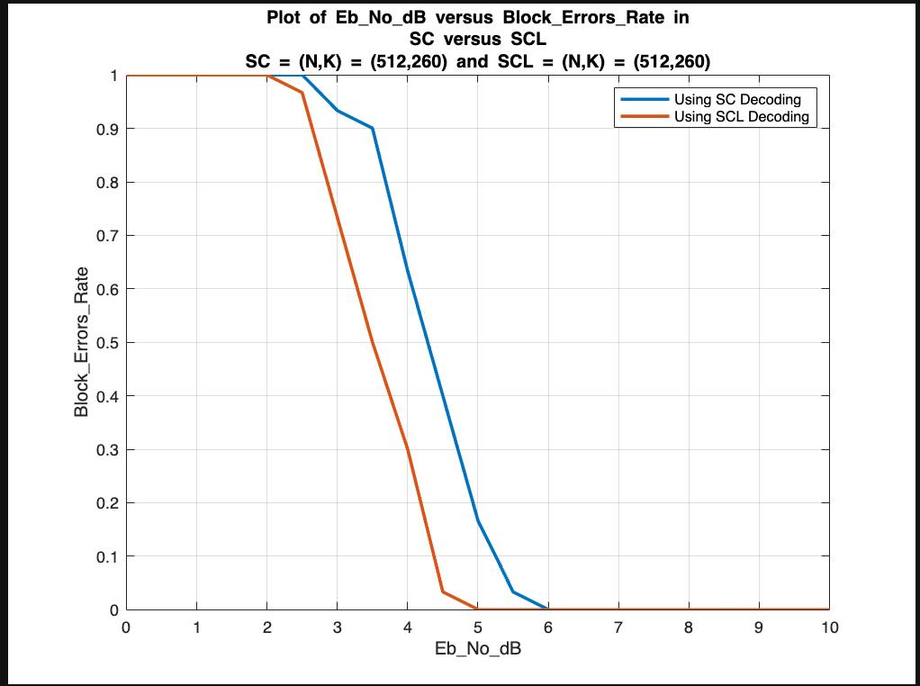 Plot of Eb_No_dB versus Block_Errors_Rate in
SC versus SCL
SC = (N,K) = (512,260) and SCL = (N,K) = (512,260)
Using SC Decoding
Using SCL Decoding
Block_Errors_Rate
1
0.9
0.8
0.7
0.6
0.5
0.4
0.3
0.2
0.1
0
0 1 2 3 4 5 6 7 8 9 10
Eb_No_dB